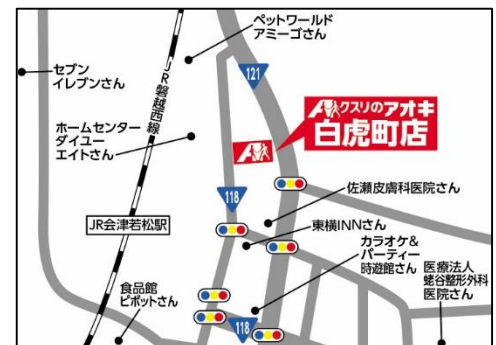 ペットワールド
アミーゴさん
セブン
イレブンさん
JR磐越西線
121
クスリのアオキ
白虎町店
ホームセンター
ダイユー
エイトさん
118
佐瀬皮膚科医院さん
東横INNさん
JR会津若松駅
カラオケ&
パーティー
時遊館さん
医療法人
蛯谷整形外科
医院さん
食品館
ピボットさん
118